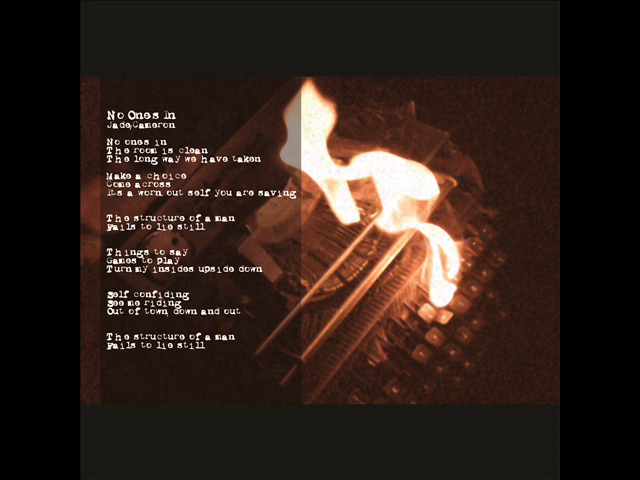 No Ones In
Jade/Cameron
No ones in
The room is clean
The long way we have taken
Make a choice
Come across
Its a worn out self you are saving
The structure of a man
Fails to lie still
Things to say
Games to play
Turn my insides upside down
Self confiding
See me riding
Out of town down and out
The structure of a man
Fails to lie still